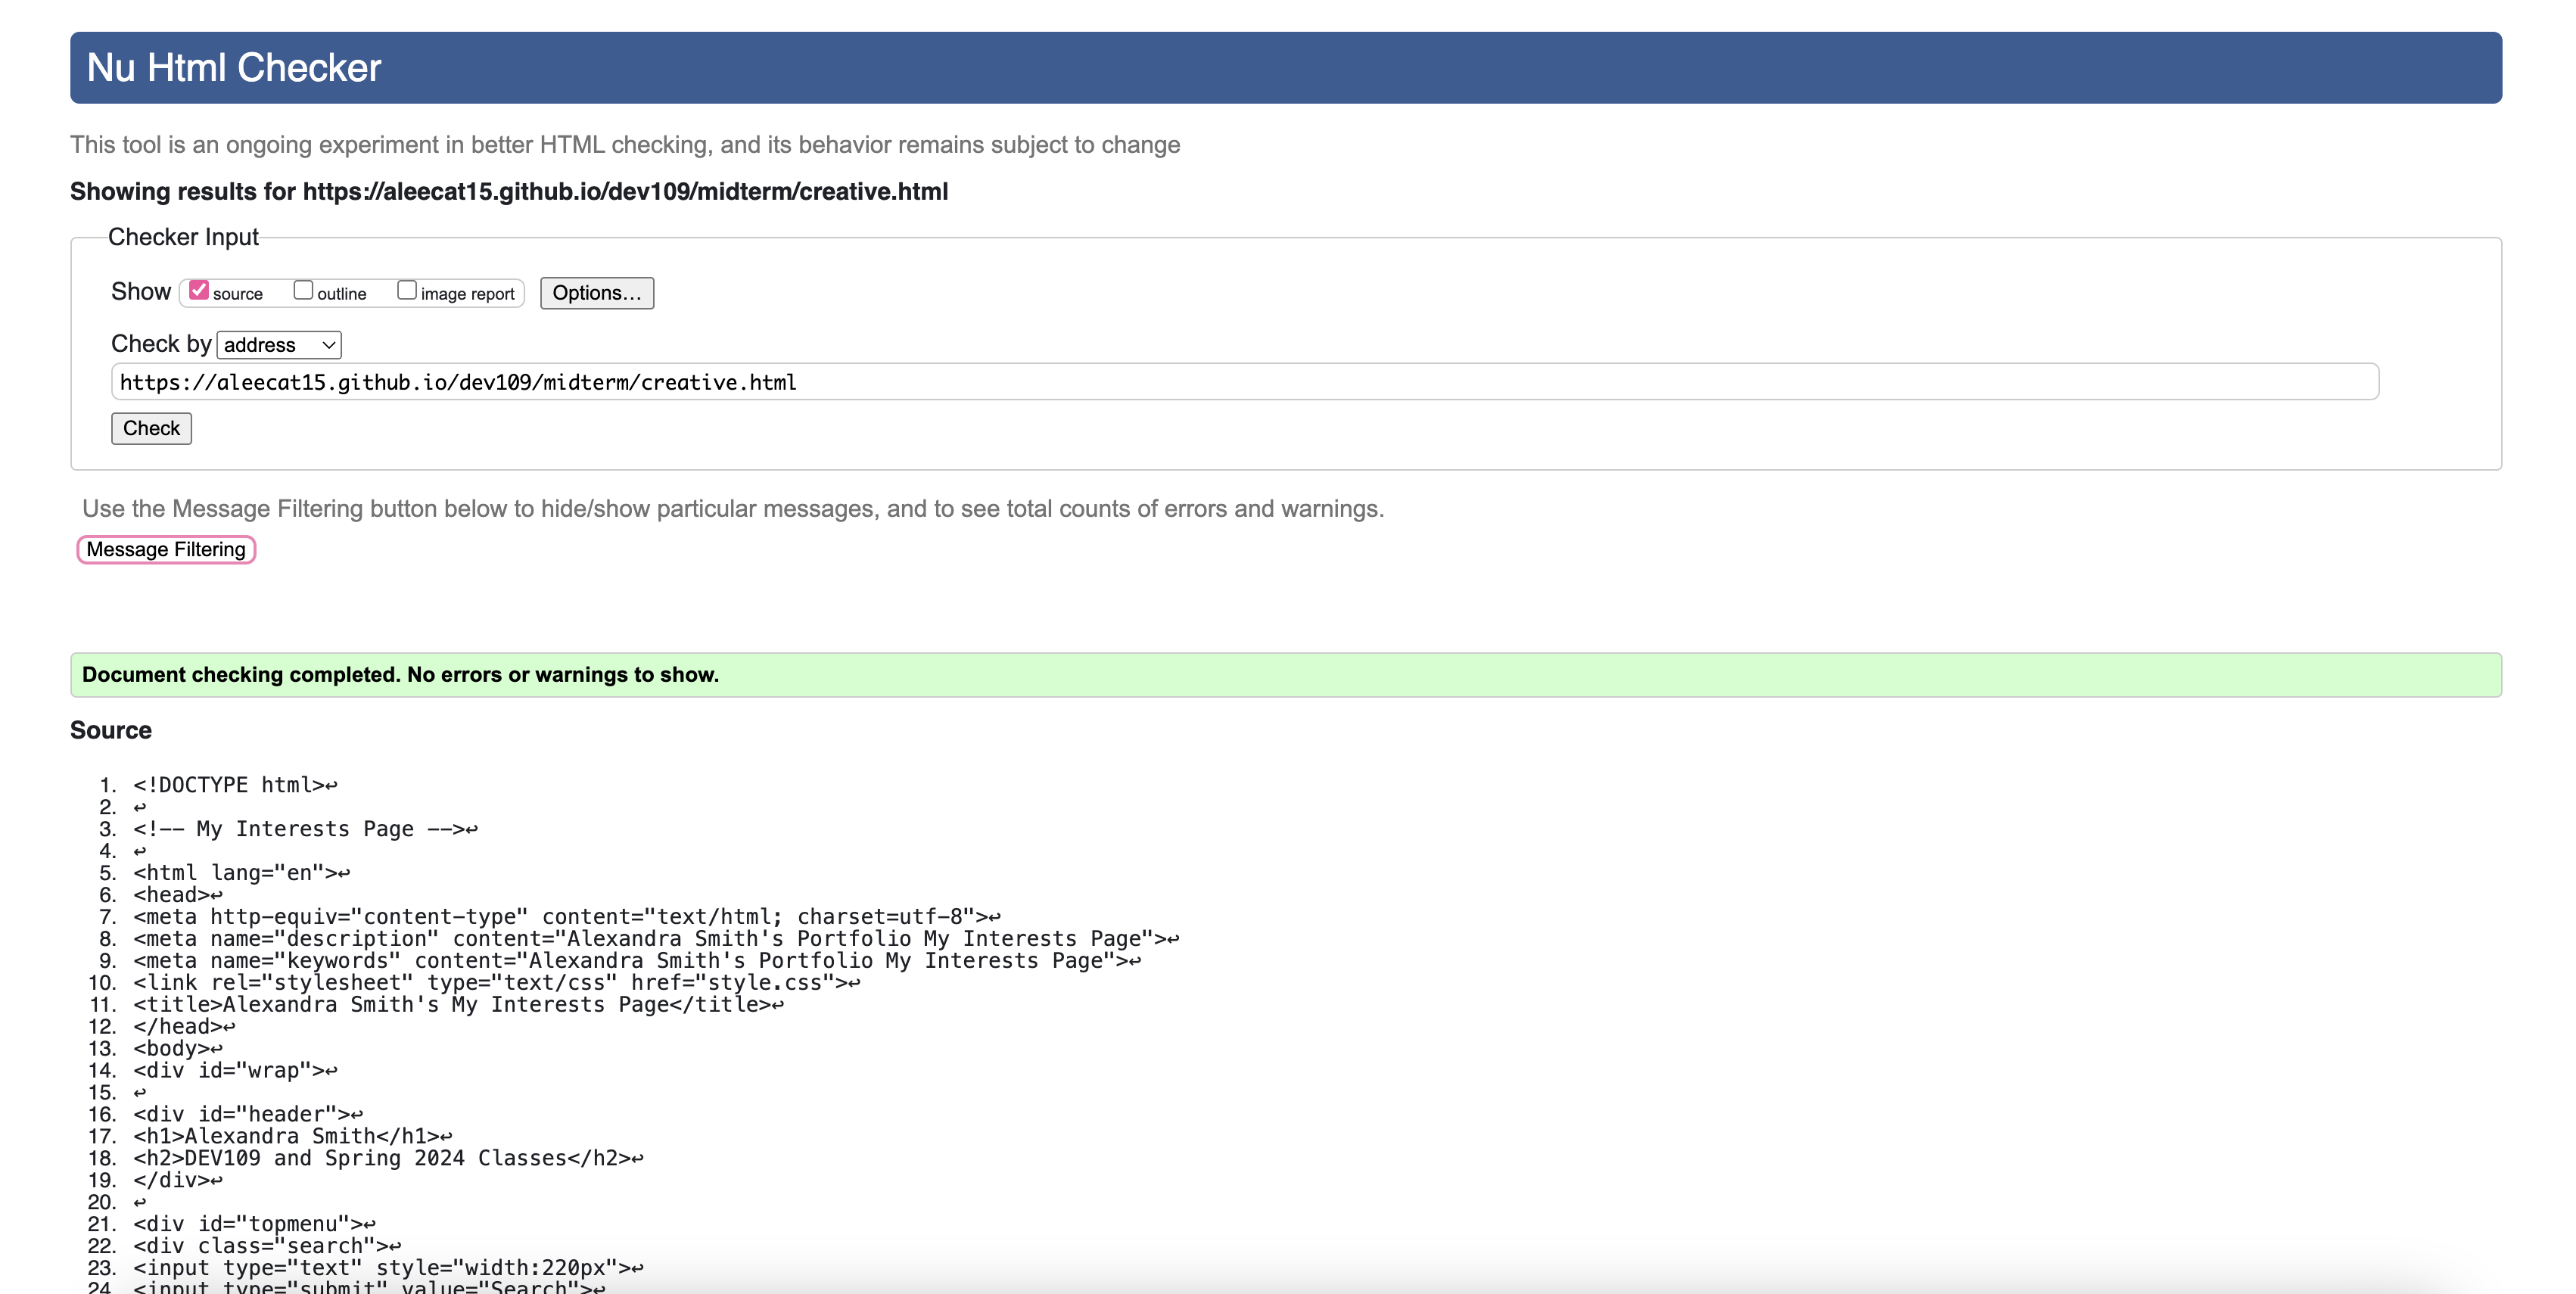 Nu Html Checker
This tool is an ongoing experiment in better HTML checking, and its behavior remains subject to change
Showing results for https://aleecat15.github.io/dev109/midterm/creative.html
Checker Input
Show source outline image report Options...
Check by address
https://aleecat15.github.io/dev109/midterm/creative.html
Check
Use the Message Filtering button below to hide/show particular messages, and to see total counts of errors and warnings.
Message Filtering
Document checking completed. No errors or warnings to show.
Source
1. <!DOCTYPE html>↩
2. ↩
3. <!-- My Interests Page -->↩
4. ↩
5. <html lang="en">↩
6. <head>↩
7. <meta http-equiv="content-type" content="text/html; charset=utf-8">↩
8. <meta name="description" content="Alexandra Smith's Portfolio My Interests Page">↩
9. <meta name="keywords" content="Alexandra Smith's Portfolio My Interests Page">↩
10. <link rel="stylesheet" type="text/css" href="style.css">↩
11. <title>Alexandra Smith's My Interests Page</title>↩
12. </head>↩
13. <body>↩
14. <div id="wrap">↩
15. ↩
16. <div id="header">↩
17. <h1>Alexandra Smith</h1>↩
18. <h2>DEV109 and Spring 2024 Classes</h2>↩
19. </div>↩
20. ↩
21. <div id="topmenu">↩
22. <div class="search">↩
23. <input type="text" style="width:220px">↩
24. <input type="submit" value="Search">↩